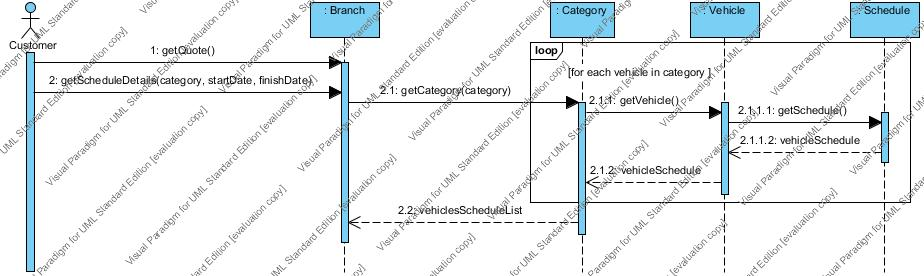 : Branch
: Category
: Vehicle
: Schedule
Customer
loop
1: getQuote()
[for each vehicle in category ]
2: getScheduleDetails(category, startDate, finishDate)
2.1: getCategory(category)
2.1.1: getVehicle()
2.1.1.1: getSchedule()
2.1.1.2: vehicleSchedule
2.1.2: vehicleSchedule
2.2: vehiclesScheduleList
Visual Paradigm for UML Standard Edition [evaluation copy]